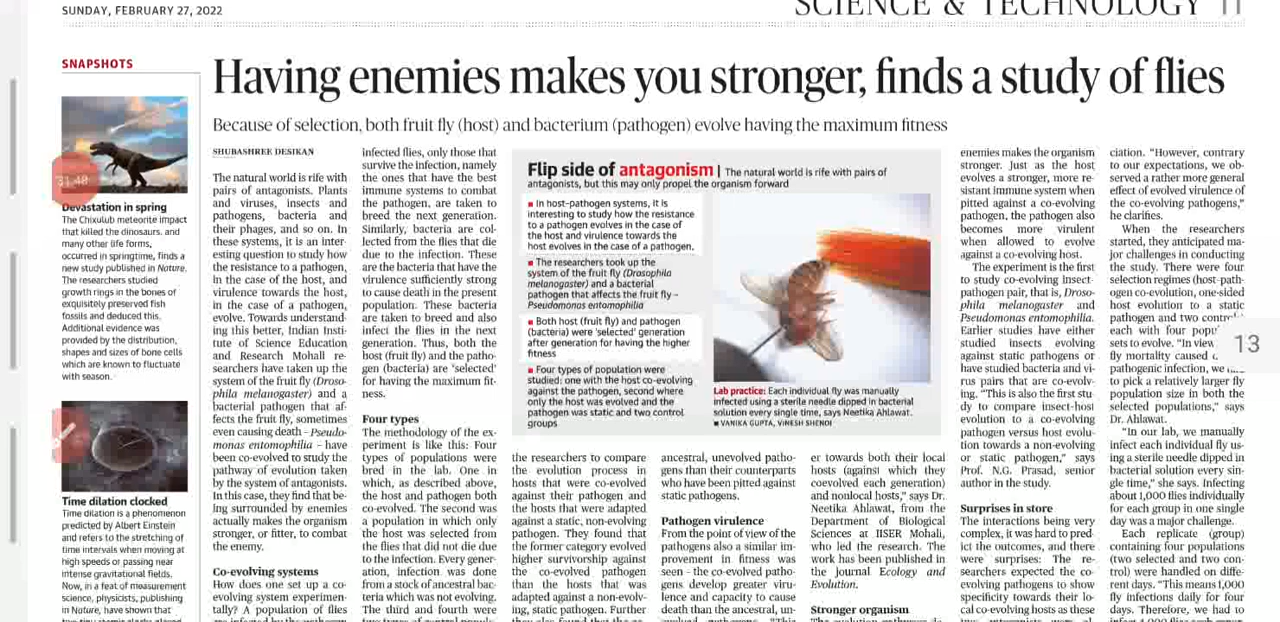 SUNDAY, FEBRUARY 27, 2022
SCIENCE & TECHNOLOGY 11
SNAPSHOTS
31:48
Devastation in spring
The Chixulub meteorite impact
that killed the dinosaurs, and
many other life forms,
occurred in springtime, finds a
new study published in Nature.
The researchers studied
growth rings in the bones of
exquisitely preserved fish
fossils and deduced this.
Additional evidence was
provided by the distribution,
shapes and sizes of bone cells
which are known to fluctuate
with season.
Time dilation clocked
Time dilation is a phenomenon
predicted by Albert Einstein
and refers to the stretching of
time intervals when moving at
high speeds or passing near
intense gravitational fields.
Now, in a feat of measurement
science, physicists, publishing
in Nature, have shown that
Having enemies makes you stronger, finds a study of flies
Because of selection, both fruit fly (host) and bacterium (pathogen) evolve having the maximum fitness
SHUBASHREE DESIKAN
The natural world is rife with
pairs of antagonists. Plants
and viruses, insects and
pathogens, bacteria and
their phages, and so on. In
these systems, it is an inter-
esting question to study how
the resistance to a pathogen,
in the case of the host, and
virulence towards the host,
in the case of a pathogen,
evolve. Towards understand-
ing this better, Indian Insti-
tute of Science Education
and Research Mohali re-
searchers have taken up the
system of the fruit fly (Droso-
phila melanogaster) and a
bacterial pathogen that af-
fects the fruit fly, sometimes
even causing death – Pseudo-
monas entomophilia – have
been co-evolved to study the
pathway of evolution taken
by the system of antagonists.
In this case, they find that be-
ing surrounded by enemies
actually makes the organism
stronger, or fitter, to combat
the enemy.
Co-evolving systems
How does one set up a co-
evolving system experimen-
tally? A population of flies
infected flies, only those that
survive the infection, namely
the ones that have the best
immune systems to combat
the pathogen, are taken to
breed the next generation.
Similarly, bacteria are col-
lected from the flies that die
due to the infection. These
are the bacteria that have the
virulence sufficiently strong
to cause death in the present
population. These bacteria
are taken to breed and also
infect the flies in the next
generation. Thus, both the
host (fruit fly) and the patho-
gen (bacteria) are 'selected'
for having the maximum fit-
ness.
Four types
The methodology of the ex-
periment is like this: Four
types of populations were
bred in the lab. One in
which, as described above,
the host and pathogen both
co-evolved. The second was
a population in which only
the host was selected from
the flies that did not die due
to the infection. Every gener-
ation, infection was done
from a stock of ancestral bac-
teria which was not evolving.
The third and fourth were
Flip side of antagonism | The natural world is rife with pairs of
antagonists, but this may only propel the organism forward
■ In host-pathogen systems, it is
interesting to study how the resistance
to a pathogen evolves in the case of
the host and virulence towards the
host evolves in the case of a pathogen.
■ The researchers took up the
system of the fruit fly (Drosophila
melanogaster) and a bacterial
pathogen that affects the fruit fly –
Pseudomonas entomophilia
■ Both host (fruit fly) and pathogen
(bacteria) were 'selected' generation
after generation for having the higher
fitness
■ Four types of population were
studied: one with the host co-evolving
against the pathogen, second where
only the host was evolved and the
pathogen was static and two control
groups
Lab practice: Each individual fly was manually
infected using a sterile needle dipped in bacterial
solution every single time, says Neetika Ahlawat.
■ VANIKA GUPTA, VINESH SHENOI
the researchers to compare
the evolution process in
hosts that were co-evolved
against their pathogen and
the hosts that were adapted
against a static, non-evolving
pathogen. They found that
the former category evolved
higher survivorship against
the co-evolved pathogen
than the hosts that was
adapted against a non-evolv-
ing, static pathogen. Further
ancestral, unevolved patho-
gens than their counterparts
who have been pitted against
static pathogens.
Pathogen virulence
From the point of view of the
pathogens also a similar im-
provement in fitness was
seen – the co-evolved patho-
gens develop greater viru-
lence and capacity to cause
death than the ancestral, un-
er towards both their local
hosts (against which they
coevolved each generation)
and nonlocal hosts," says Dr.
Neetika Ahlawat, from the
Department of Biological
Sciences at IISER Mohali,
who led the research. The
work has been published in
the journal Ecology and
Evolution.
Stronger organism
enemies makes the organism
stronger. Just as the host
evolves a stronger, more re-
sistant immune system when
pitted against a co-evolving
pathogen, the pathogen also
becomes more virulent
when allowed to evolve
against a co-evolving host.
The experiment is the first
to study co-evolving insect-
pathogen pair, that is, Droso-
phila melanogaster and
Pseudomonas entomophilia.
Earlier studies have either
studied insects evolving
against static pathogens or
have studied bacteria and vi-
rus pairs that are co-evolv-
ing. "This is also the first stu-
dy to compare insect-host
evolution to a co-evolving
pathogen versus host evolu-
tion towards a non-evolving
or static pathogen," says
Prof. N.G. Prasad, senior
author in the study.
Surprises in store
The interactions being very
complex, it was hard to pred-
ict the outcomes, and there
were surprises: The re-
searchers expected the co-
evolving pathogens to show
specificity towards their lo-
cal co-evolving hosts as these
ciation. "However, contrary
to our expectations, we ob-
served a rather more general
effect of evolved virulence of
the co-evolving pathogens,"
he clarifies.
When the researchers
started, they anticipated ma-
jor challenges in conducting
the study. There were four
selection regimes (host-path-
ogen co-evolution, one-sided
host evolution to a static
pathogen and two
each with four
sets to evolve. "In view
fly mortality caused
pathogenic infection, we
to pick a relatively larger fly
population size in both the
selected populations," says
Dr. Ahlawat.
"In our lab, we manually
infect each individual fly us-
ing a sterile needle dipped in
bacterial solution every sin-
gle time," she says. Infecting
about 1,000 flies individually
for each group in one single
day was a major challenge.
Each replicate (group)
containing four populations
(two selected and two con-
trol) were handled on diffe-
rent days. "This means 1,000
fly infections daily for four
days. Therefore, we had to
13